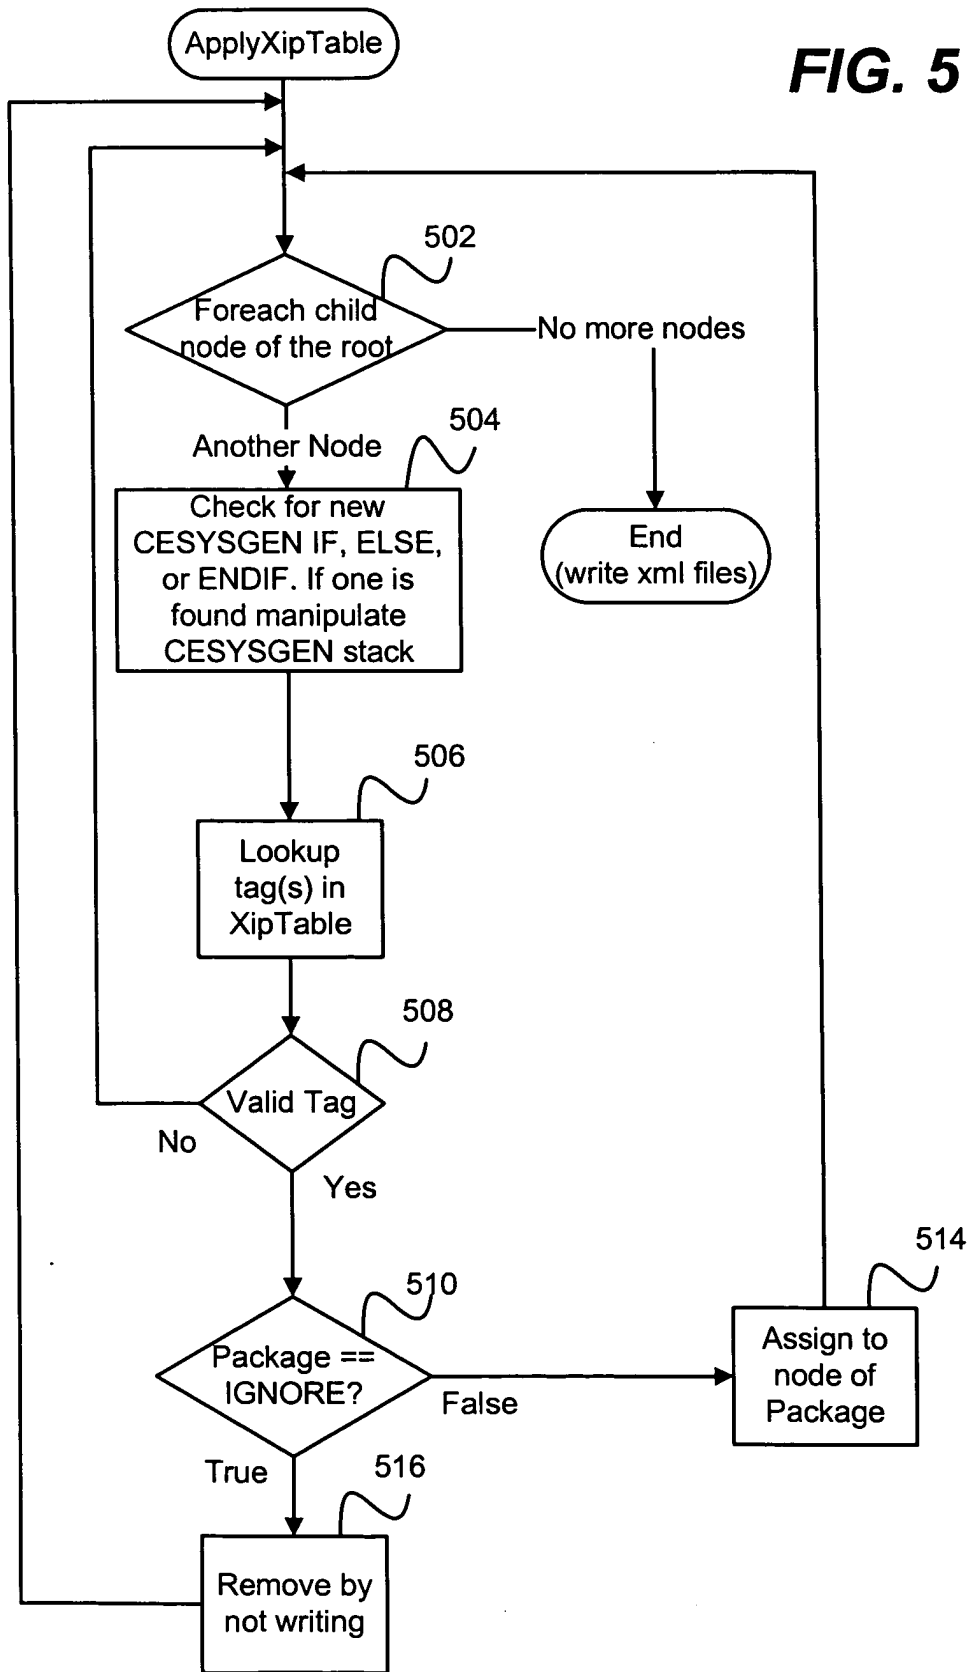 ApplyXipTable
FIG. 5
502
Foreach child
node of the root
No more nodes
504
Another Node
Check for new
CESYSGEN IF, ELSE,
or ENDIF. If one is
found manipulate
CESYSGEN stack
End
(write xml files)
506
Lookup
tag(s) in
XipTable
508
Valid Tag
No
Yes
510
514
Package ==
IGNORE?
False
Assign to
node of
Package
True
516
Remove by
not writing